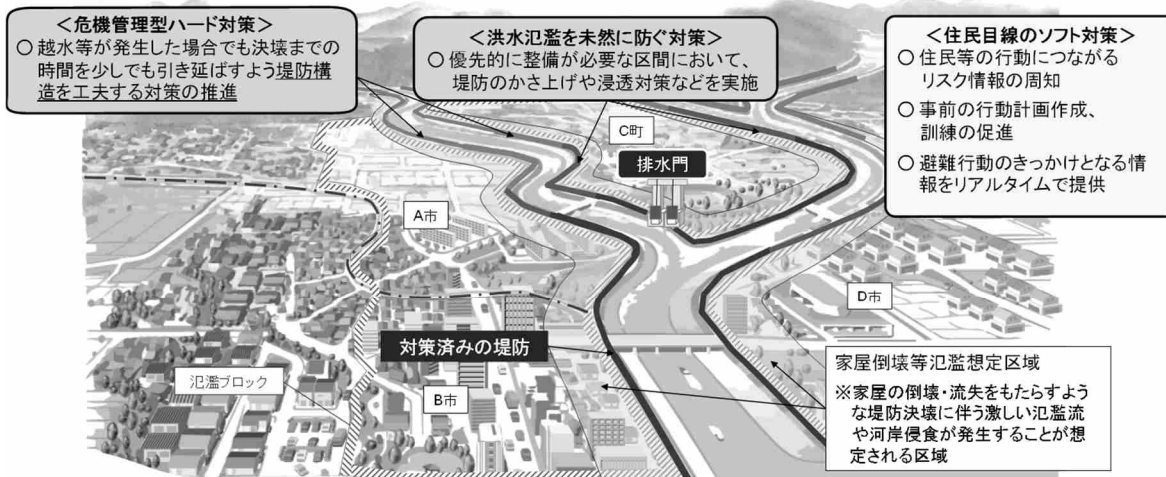 <危機管理型ハード対策>
○ 越水等が発生した場合でも決壊までの
時間を少しでも引き延ばすよう堤防構
造を工夫する対策の推進
<洪水氾濫を未然に防ぐ対策>
○ 優先的に整備が必要な区間において、
堤防のかさ上げや浸透対策などを実施
<住民目線のソフト対策>
○ 住民等の行動につながる
リスク情報の周知
○ 事前の行動計画作成、
訓練の促進
○ 避難行動のきっかけとなる情
報をリアルタイムで提供
C町
排水門
A市
D市
対策済みの堤防
氾濫ブロック
B市
家屋倒壊等氾濫想定区域
※家屋の倒壊・流失をもたらすよう
な堤防決壊に伴う激しい氾濫流
や河岸侵食が発生することが想
定される区域